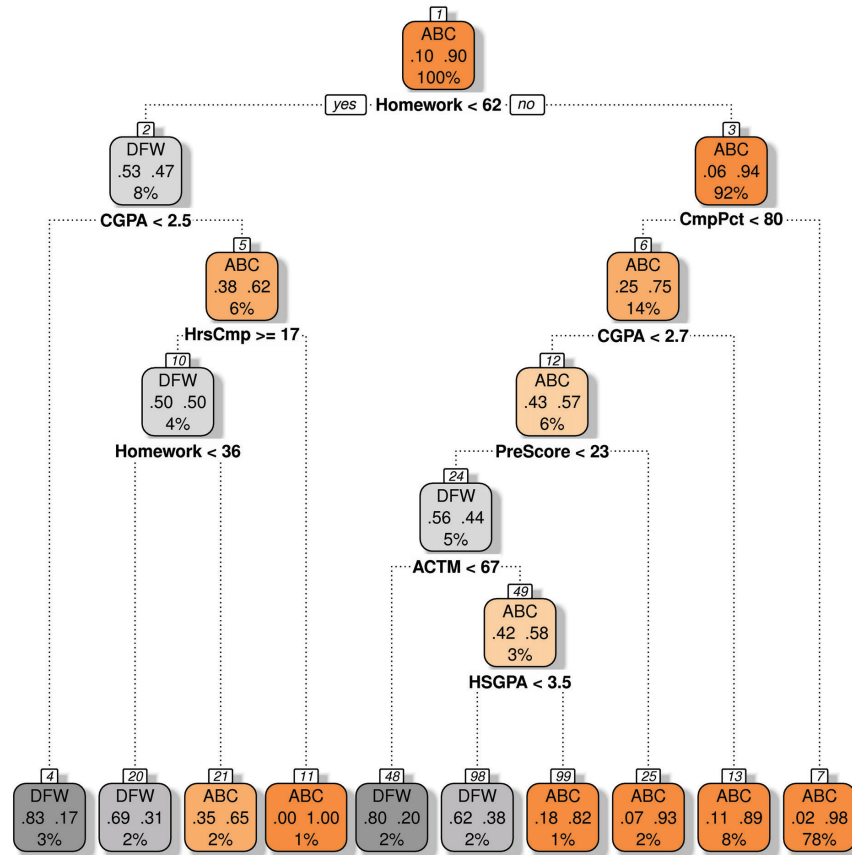 1
ABC
.10 .90
100%
yes Homework < 62 no
2
DFW
.53 .47
8%
CGPA < 2.5
3
ABC
.06 .94
92%
CmpPct < 80
5
ABC
.38 .62
6%
HrsCmp >= 17
6
ABC
.25 .75
14%
CGPA < 2.7
10
DFW
.50 .50
4%
Homework < 36
12
ABC
.43 .57
6%
PreScore < 23
24
DFW
.56 .44
5%
ACTM < 67
49
ABC
.42 .58
3%
HSGPA < 3.5
4
DFW
.83 .17
3%
20
DFW
.69 .31
2%
21
ABC
.35 .65
2%
11
ABC
.00 1.00
1%
48
DFW
.80 .20
2%
98
DFW
.62 .38
2%
99
ABC
.18 .82
1%
25
ABC
.07 .93
2%
13
ABC
.11 .89
8%
7
ABC
.02 .98
78%